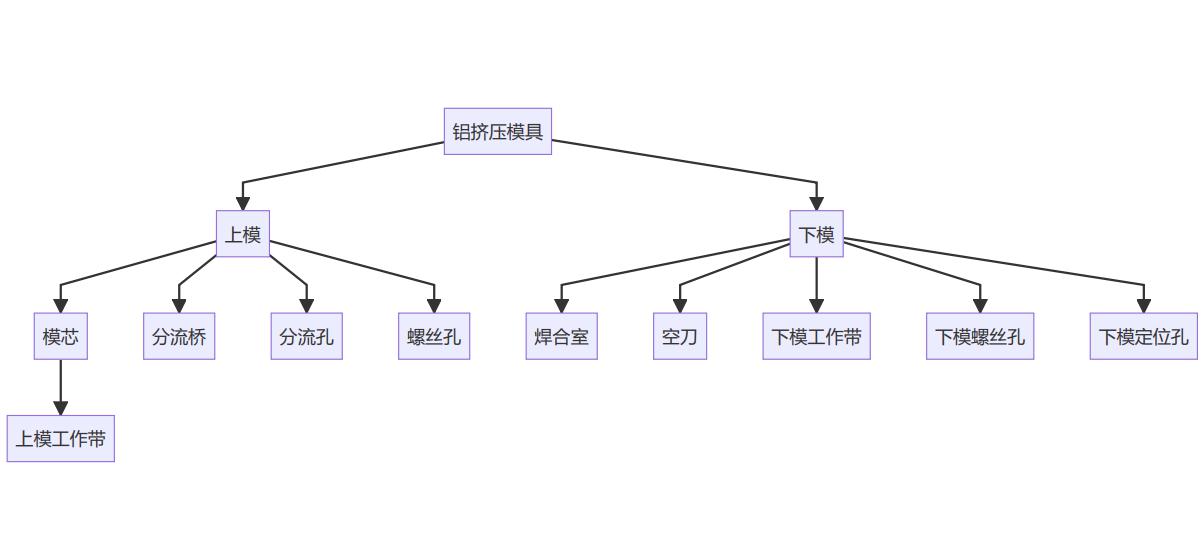 铝挤压模具
上模
下模
模芯
分流桥
分流孔
螺丝孔
焊合室
空刀
下模工作带
下模螺丝孔
下模定位孔
上模工作带